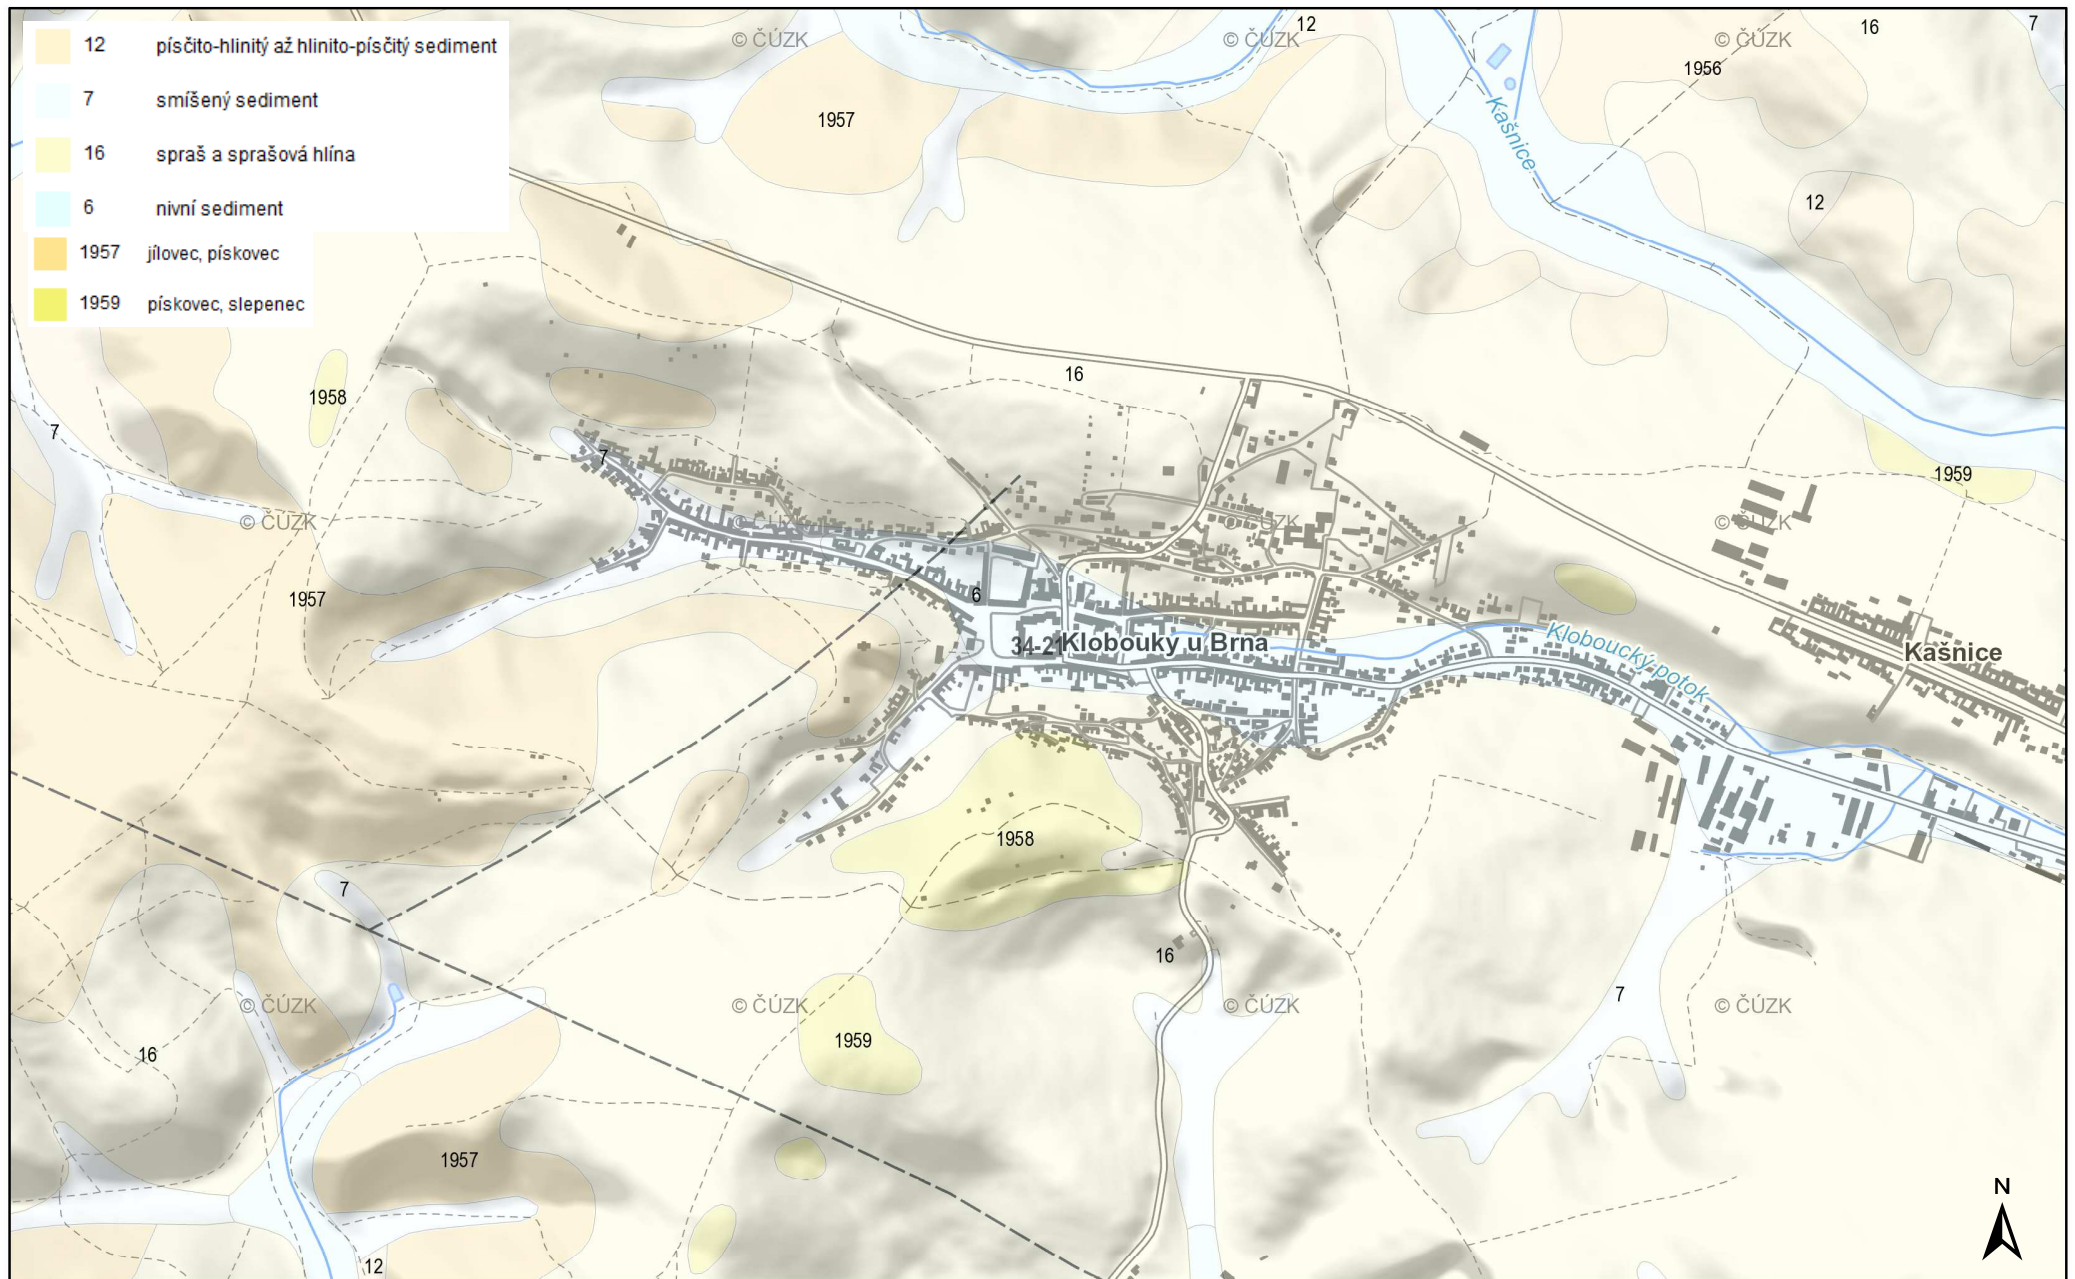 12 písčito-hlinitý až hlinito-písčitý sediment
7 smíšený sediment
16 spraš a sprašová hlína
6 nivní sediment
1957 jílovec, pískovec
1959 pískovec, slepenec
© ČÚZK
© ČÚZK
12
© ČÚZK
16
7
1956
1957
Kašnice
12
16
1958
7
7
1959
© ČÚZK
© ČÚZK
© ČÚZK
© ČÚZK
1957
6
34-21
Klobouky u Brna
Kloboucký potok
Kašnice
1958
7
16
7
© ČÚZK
© ČÚZK
© ČÚZK
© ČÚZK
1959
16
1957
12
N